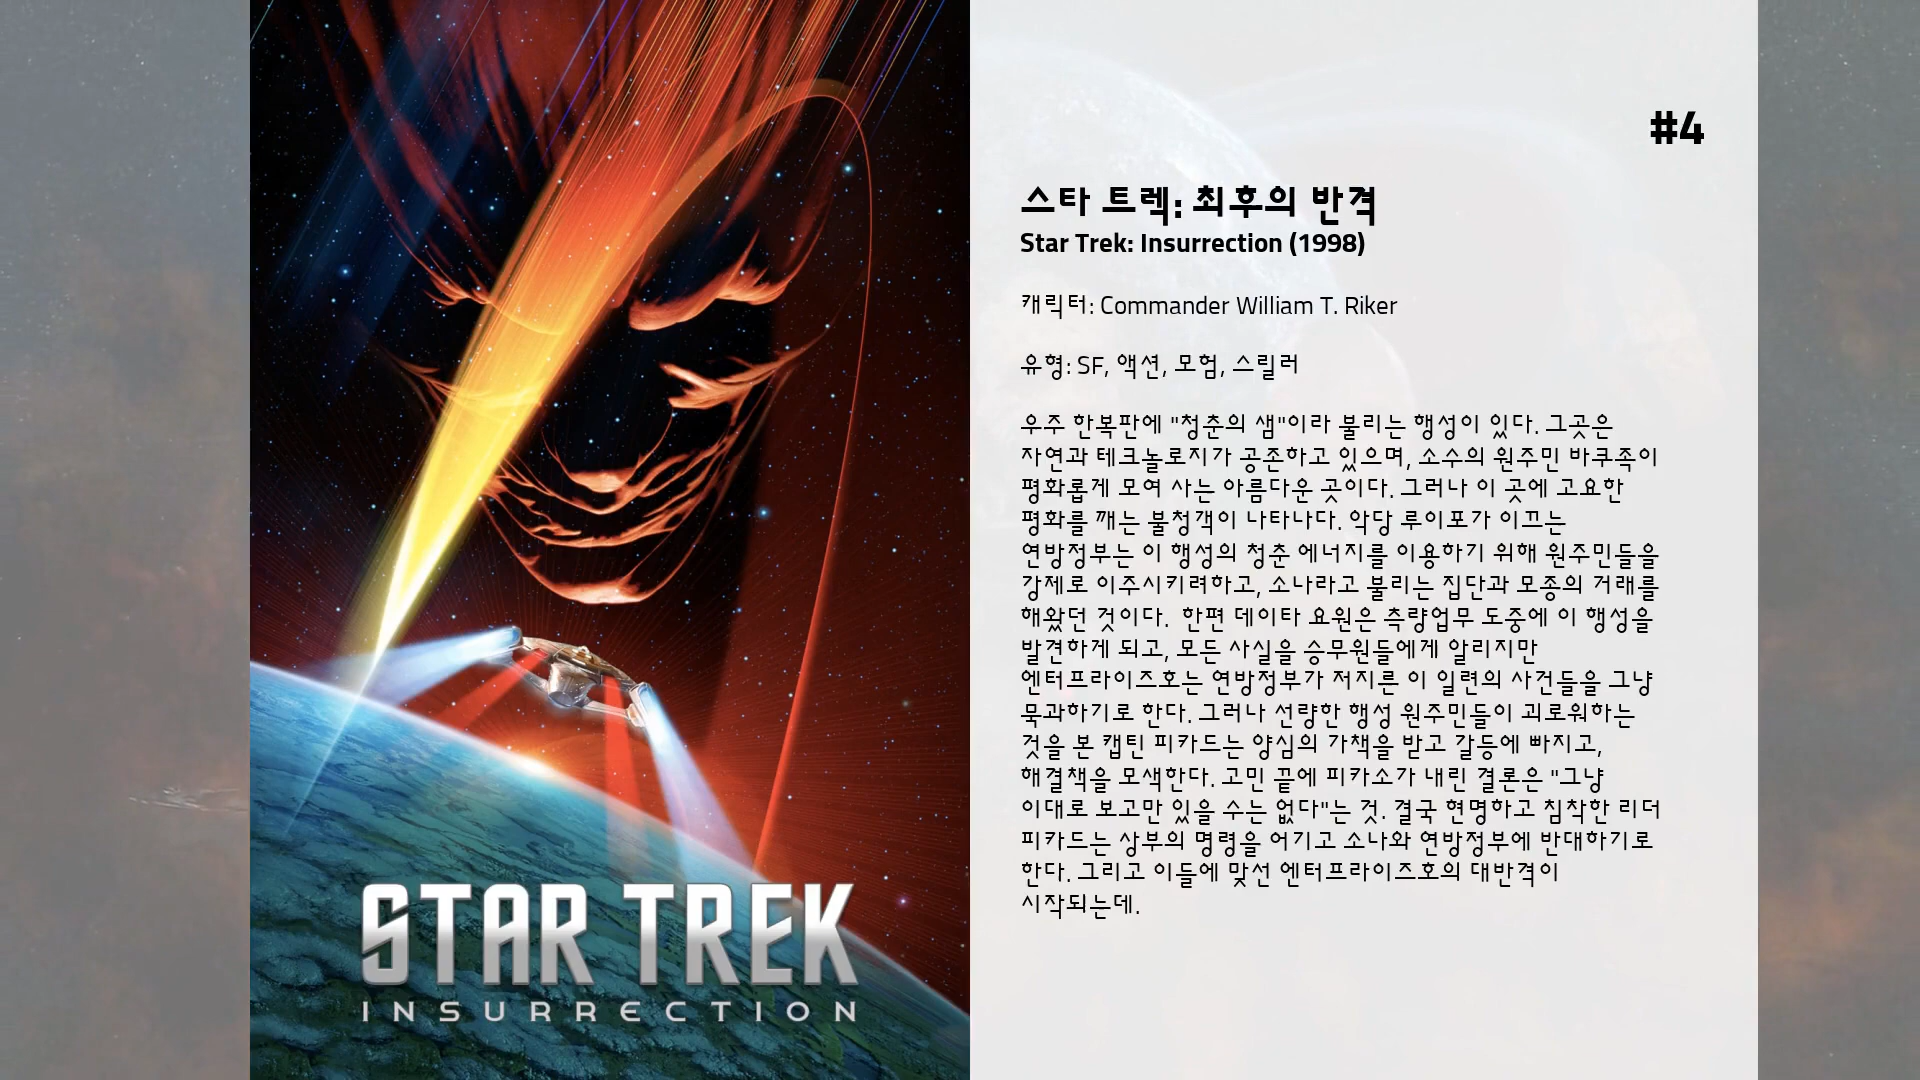 STAR TREK
INSURRECTION
#4
스타 트렉: 최후의 반격
Star Trek: Insurrection (1998)
캐릭터: Commander William T. Riker
유형: SF, 액션, 모험, 스릴러
우주 한복판에 "청춘의 샘"이라 불리는 행성이 있다. 그곳은
자연과 테크놀로지가 공존하고 있으며, 소수의 원주민 바쿠족이
평화롭게 모여 사는 아름다운 곳이다. 그러나 이 곳에 고요한
평화를 깨는 불청객이 나타나다. 악당 루이포가 이끄는
연방정부는 이 행성의 청춘 에너지를 이용하기 위해 원주민들을
강제로 이주시키려하고, 소나라고 불리는 집단과 모종의 거래를
해왔던 것이다. 한편 데이타 요원은 측량업무 도중에 이 행성을
발견하게 되고, 모든 사실을 승무원들에게 알리지만
엔터프라이즈호는 연방정부가 저지른 이 일련의 사건들을 그냥
묵과하기로 한다. 그러나 선량한 행성 원주민들이 괴로워하는
것을 본 캡틴 피카드는 양심의 가책을 받고 갈등에 빠지고,
해결책을 모색한다. 고민 끝에 피카소가 내린 결론은 "그냥
이대로 보고만 있을 수는 없다"는 것. 결국 현명하고 침착한 리더
피카드는 상부의 명령을 어기고 소나와 연방정부에 반대하기로
한다. 그리고 이들에 맞선 엔터프라이즈호의 대반격이
시작되는데.